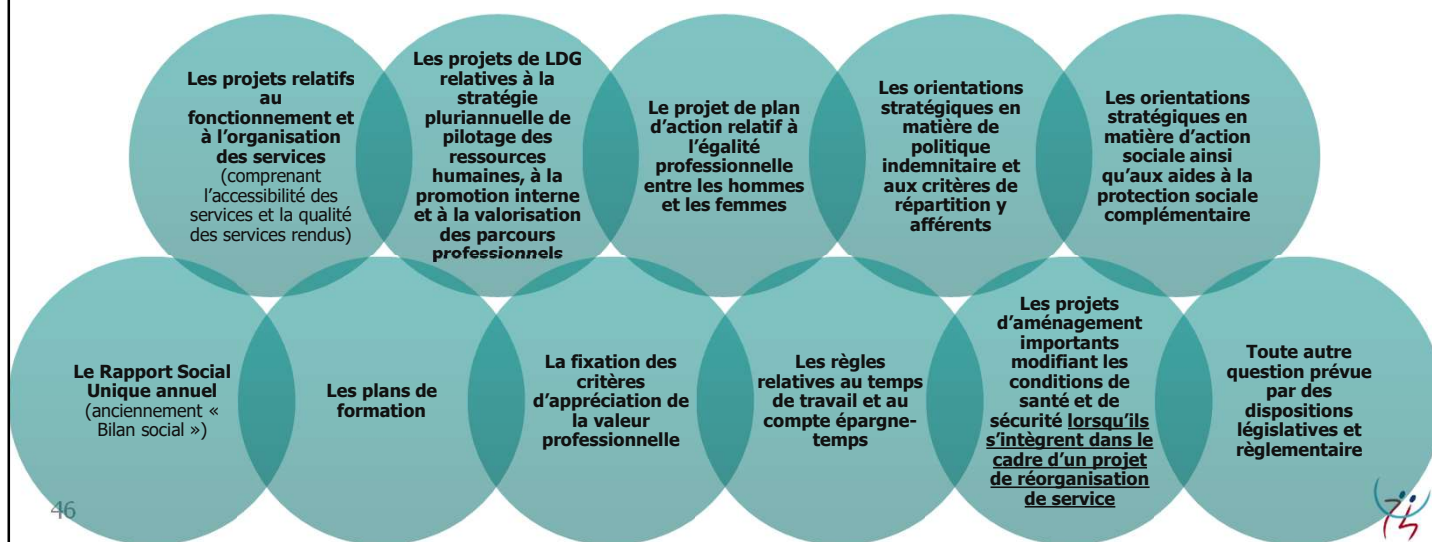 Les projets relatifs
au
fonctionnement et
à l’organisation
des services
(comprenant
l’accessibilité des
services et la qualité
des services rendus)
Les projets de LDG
relatives à la
stratégie
pluriannuelle de
pilotage des
ressources
humaines, à la
promotion interne
et à la valorisation
des parcours
professionnels
Le projet de plan
d’action relatif à
l’égalité
professionnelle
entre les hommes
et les femmes
Les orientations
stratégiques en
matière de
politique
indemnitaire et
aux critères de
répartition y
afférents
Les orientations
stratégiques en
matière d’action
sociale ainsi
qu’aux aides à la
protection sociale
complémentaire
Le Rapport Social
Unique annuel
(anciennement «
Bilan social »)
Les plans de
formation
La fixation des
critères
d’appréciation de
la valeur
professionnelle
Les règles
relatives au temps
de travail et au
compte épargne-
temps
Les projets
d’aménagement
importants
modifiant les
conditions de
santé et de
sécurité lorsqu’ils
s’intègrent dans le
cadre d’un projet
de réorganisation
de service
Toute autre
question prévue
par des
dispositions
législatives et
règlementaire
46